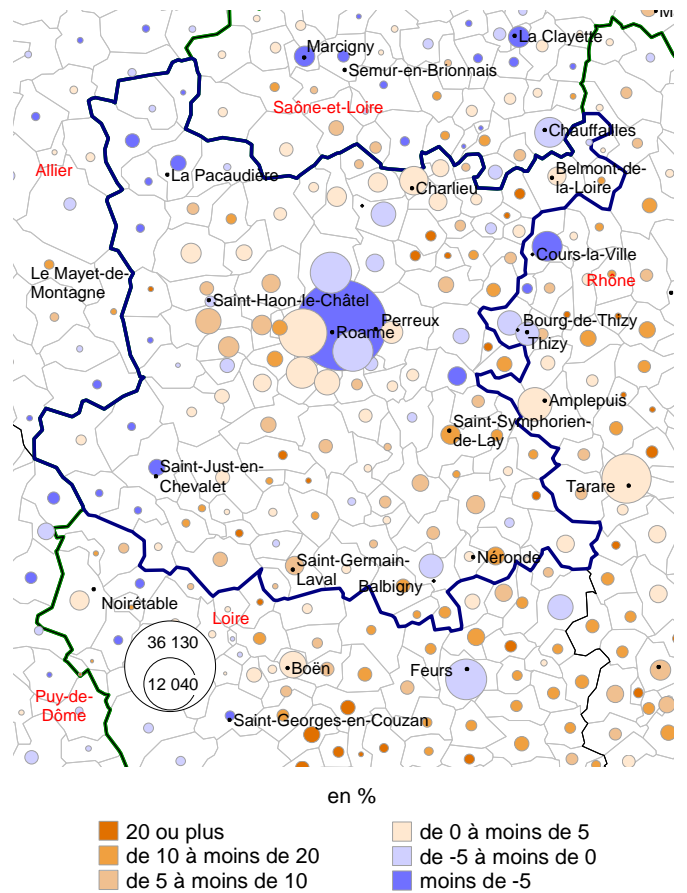 M
La Clayette
Marcigny
Semur-en-Brionnais
Saône-et-Loire
Chauffailles
Allier
La Pacaudière
Belmont-de-
la-Loire
Charlieu
Cours-la-Ville
Le Mayet-de-
Montagne
Rhône
Saint-Haon-le-Châtel
Perreux
Roanne
Bourg-de-Thizy
Thizy
Amplepuis
Saint-Symphorien-
de-Lay
Saint-Just-en-
Chevalet
Tarare
Néronde
Saint-Germain-
Laval
Balbigny
Noirétable
Loire
36 130
12 040
Boën
Feurs
Puy-de-
Dôme
Saint-Georges-en-Couzan
en %
20 ou plus
de 10 à moins de 20
de 5 à moins de 10
de 0 à moins de 5
de -5 à moins de 0
moins de -5